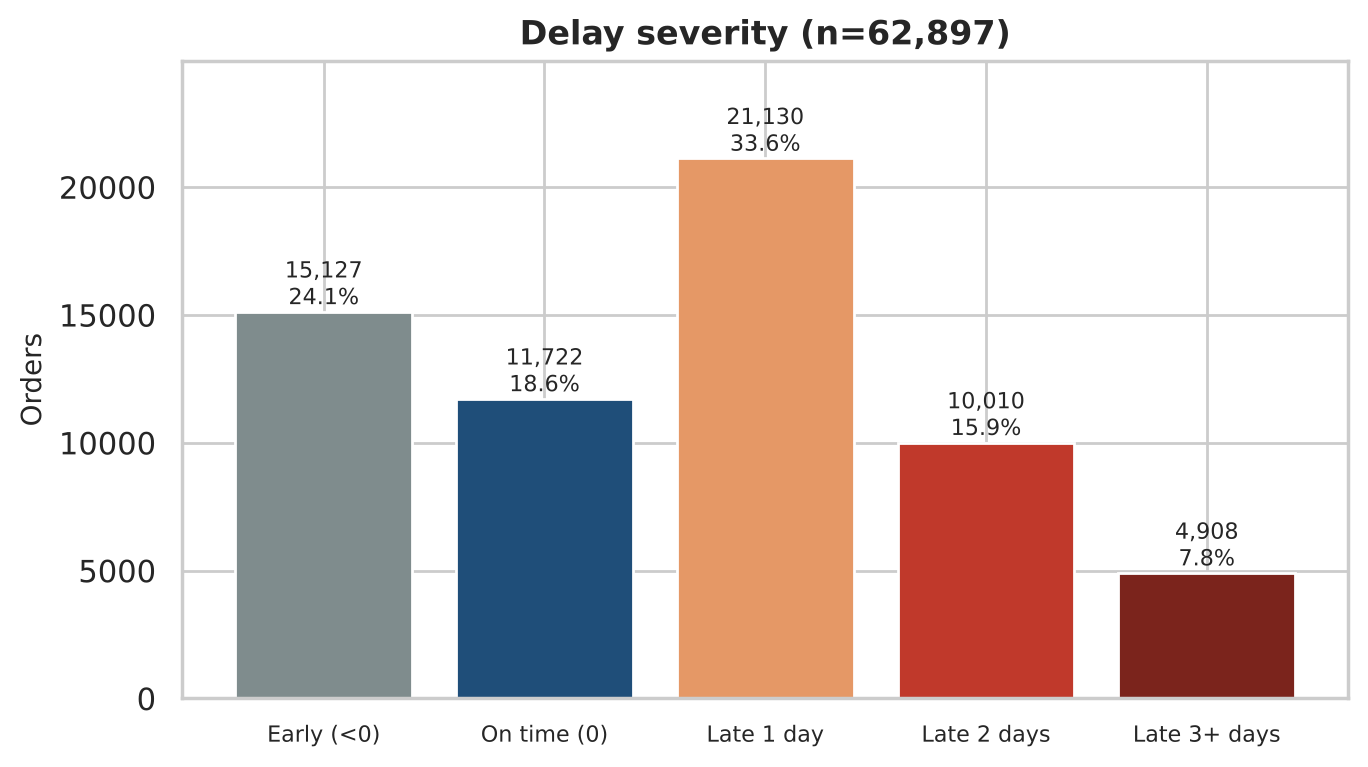 Delay severity (n=62,897)
Orders
20000
15000
10000
5000
0
15,127
24.1%
11,722
18.6%
21,130
33.6%
10,010
15.9%
4,908
7.8%
Early (<0)
On time (0)
Late 1 day
Late 2 days
Late 3+ days